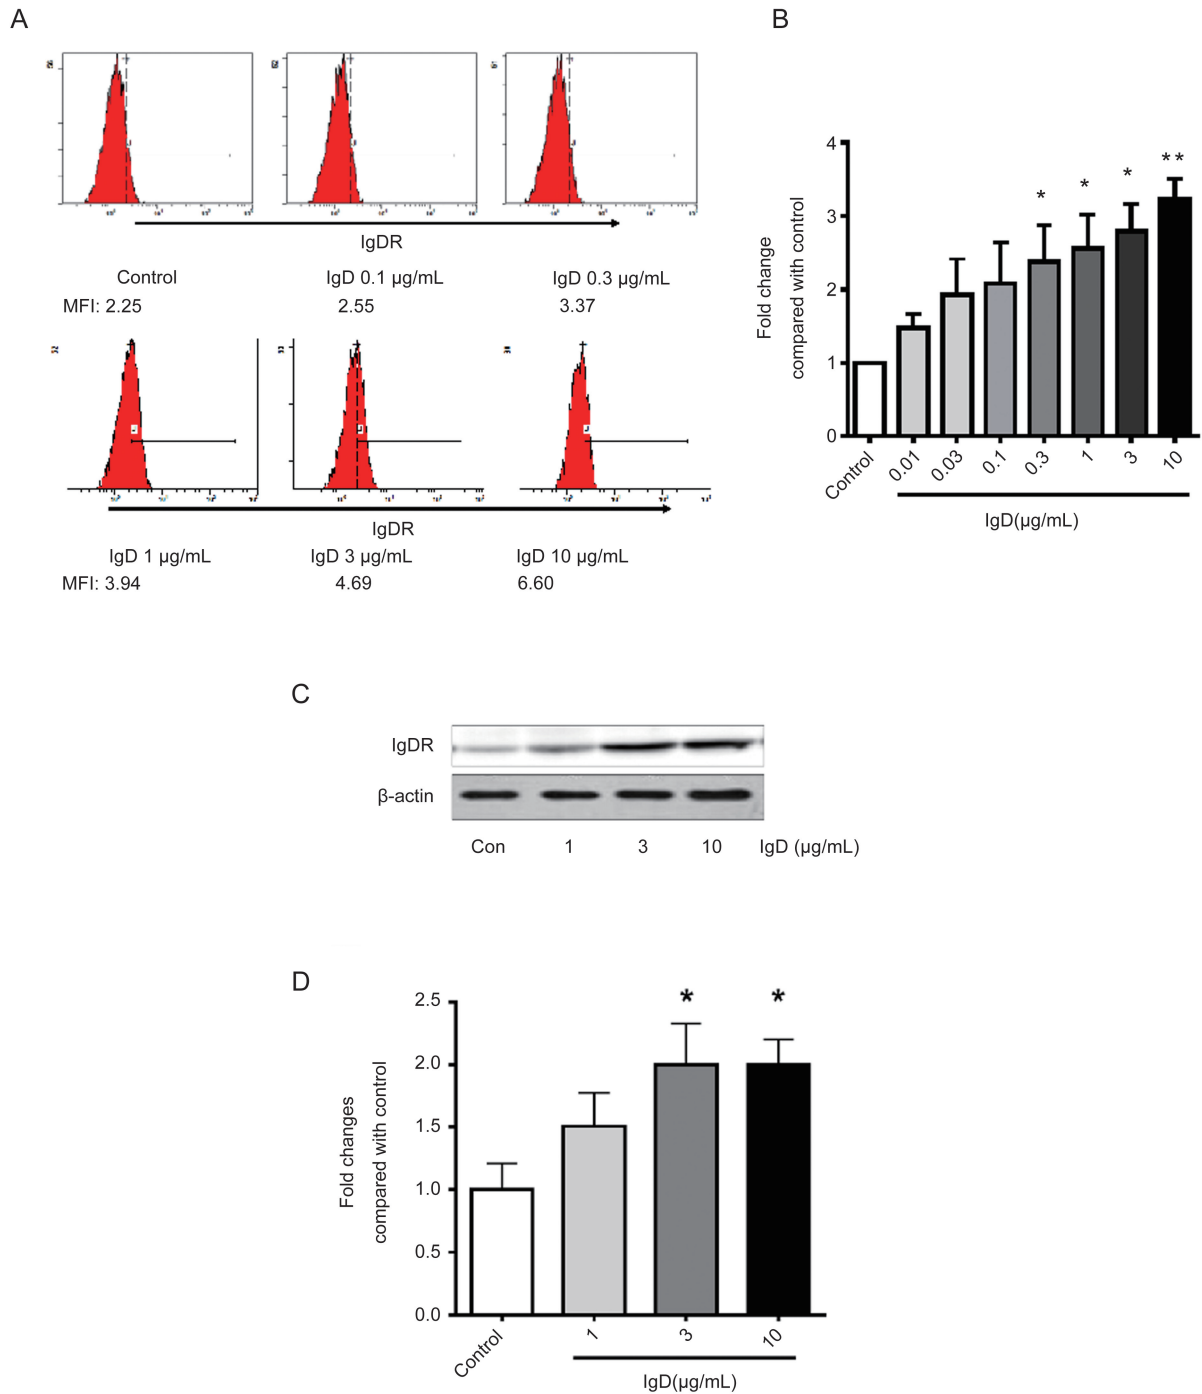 A
IgDR
Control IgD 0.1 µg/mL IgD 0.3 µg/mL
MFI: 2.25 2.55 3.37
IgDR
IgD 1 µg/mL IgD 3 µg/mL IgD 10 µg/mL
MFI: 3.94 4.69 6.60
B
Fold change
compared with control
4
3
2
1
0
* * * **
Control 0.01 0.03 0.1 0.3 1 3 10
IgD(µg/mL)
C
IgDR
β-actin
Con 1 3 10 IgD (µg/mL)
D
Fold changes
compared with control
2.5
2.0
1.5
1.0
0.5
0.0
* *
Control 1 3 10
IgD(µg/mL)